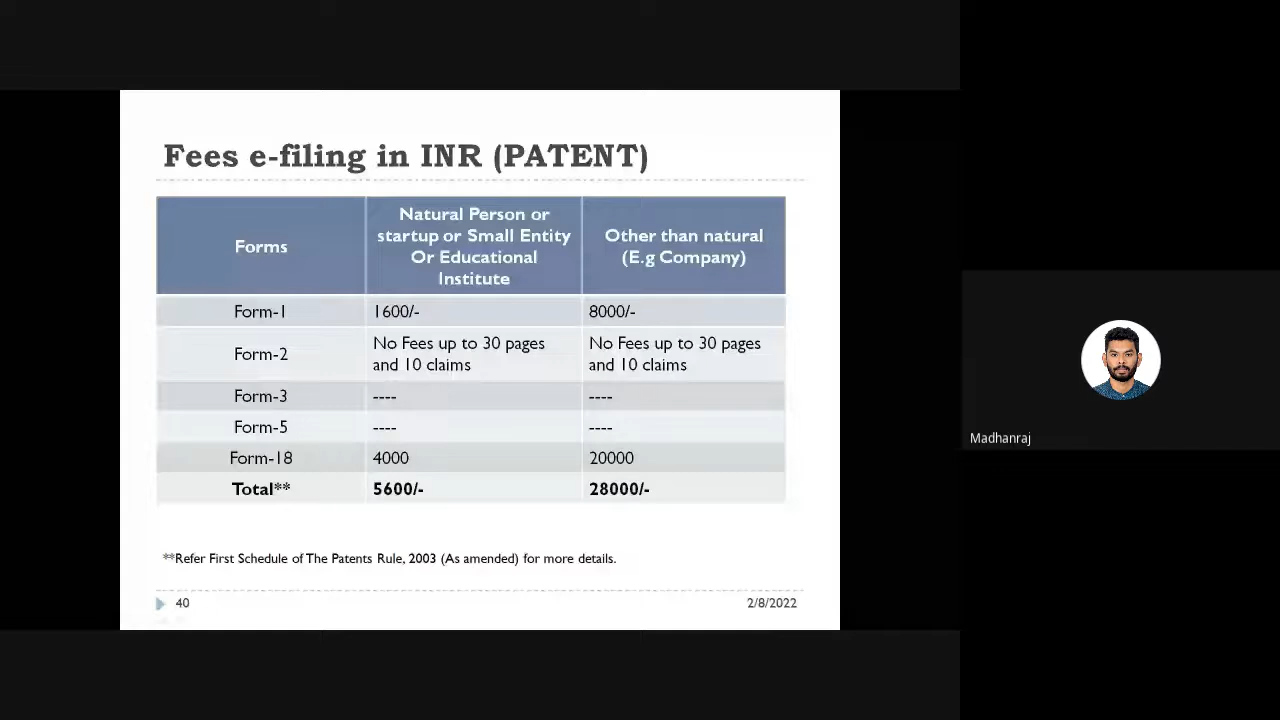 Fees e-filing in INR (PATENT)
Forms
Natural Person or
startup or Small Entity
Or Educational
Institute
Other than natural
(E.g Company)
Form-1
1600/-
8000/-
Form-2
No Fees up to 30 pages
and 10 claims
No Fees up to 30 pages
and 10 claims
Form-3
----
----
Form-5
----
----
Form-18
4000
20000
Total**
5600/-
28000/-
**Refer First Schedule of The Patents Rule, 2003 (As amended) for more details.
40
2/8/2022
Madhanraj